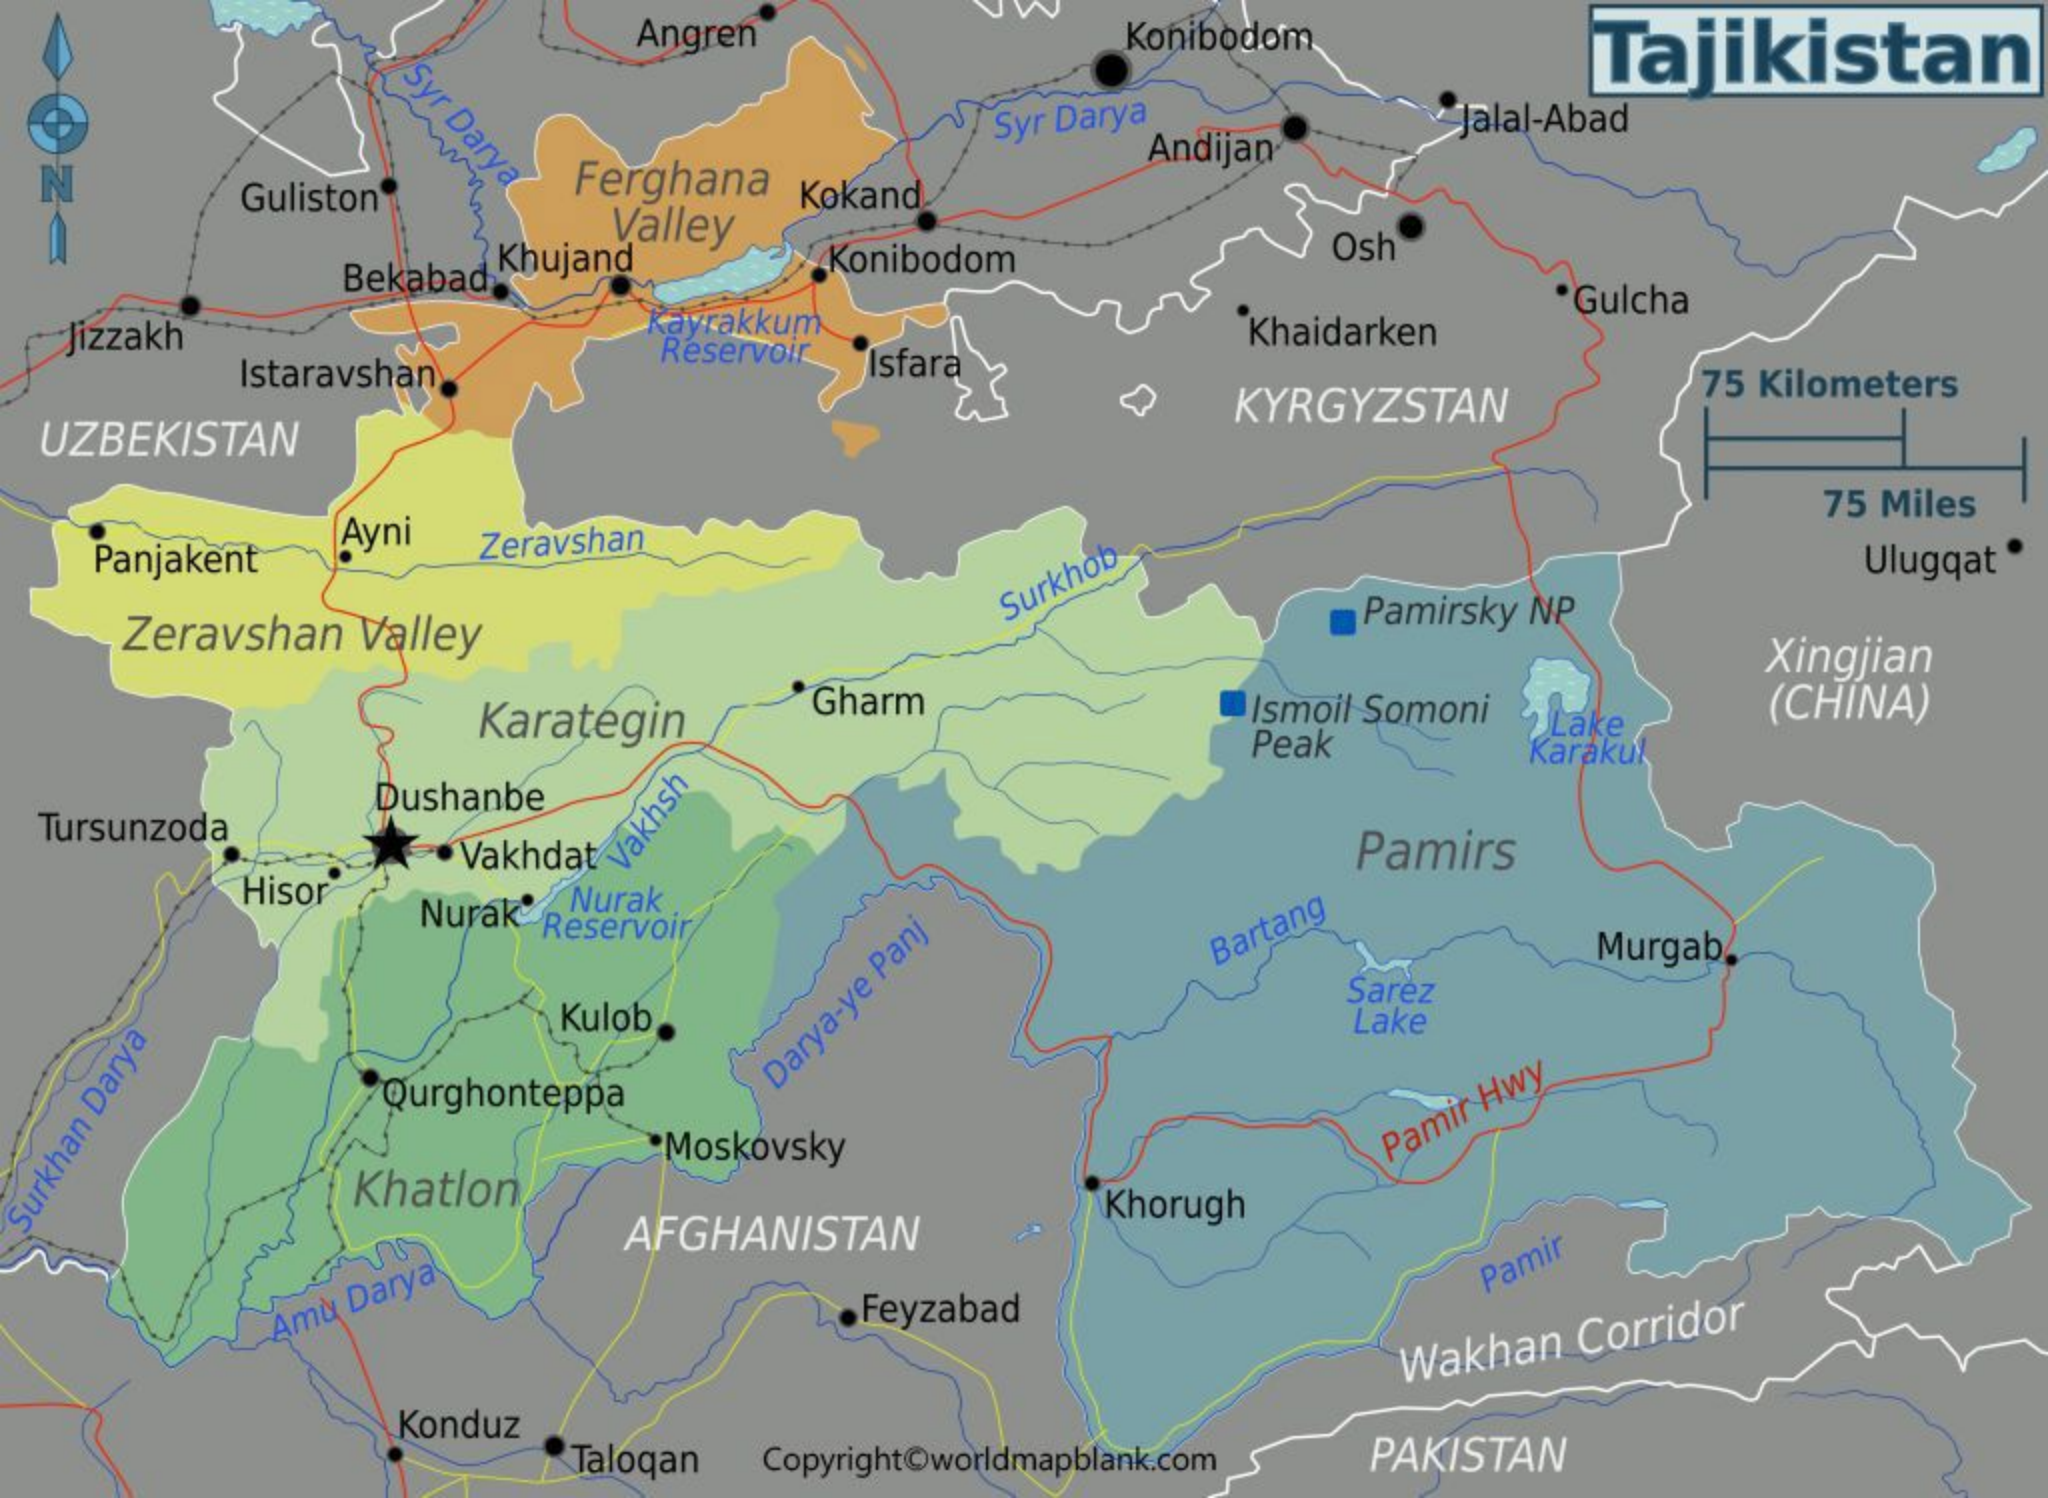 Tajikistan
Angren
Konibodom
Syr Darya
Syr Darya
Jalal-Abad
Andijan
Ferghana
Valley
Guliston
Kokand
Osh
Khujand
Konibodom
Bekabad
Gulcha
Jizzakh
Kayrakkum
Reservoir
Khaidarken
Isfara
Istaravshan
75 Kilometers
75 Miles
UZBEKISTAN
KYRGYZSTAN
N
Ayni
Zeravshan
Panjakent
Uluqqat
Surkhob
Zeravshan Valley
Pamirsky NP
Xingjian
(CHINA)
Gharm
Karategin
Ismoil Somoni
Peak
Lake
Karakul
Dushanbe
Tursunzoda
Vakhsh
Vakhdat
Pamirs
Hisor
Nurak
Nurak
Reservoir
Bartang
Murgab
Darya-ye Panj
Sarez
Lake
Kulob
Surkhan Darya
Qurghonteppa
Pamir Hwy
Moskovsky
Khatlon
Khorugh
AFGHANISTAN
Pamir
Amu Darya
Feyzabad
Wakhan Corridor
Konduz
Taloqan
Copyright©worldmapblank.com
PAKISTAN